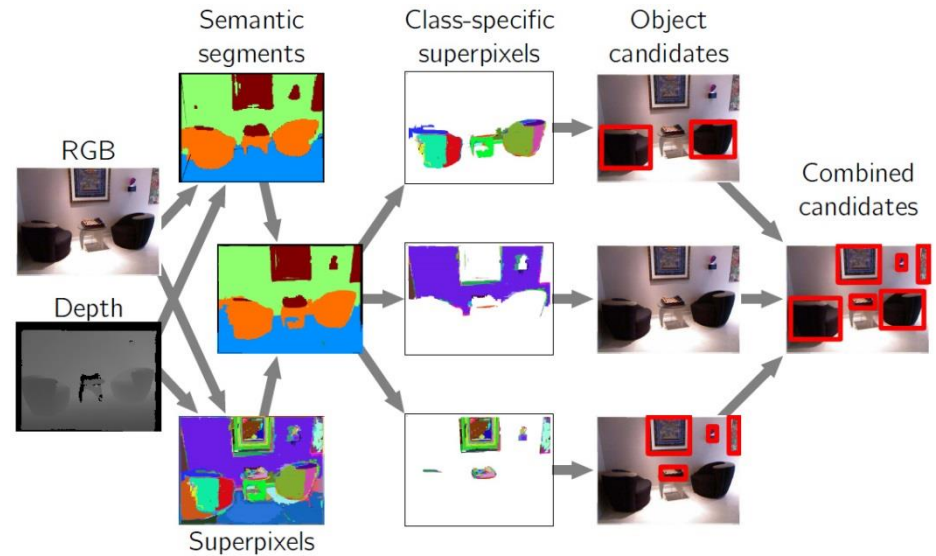 Semantic
segments
Class-specific
superpixels
Object
candidates
RGB
Combined
candidates
Depth
Superpixels